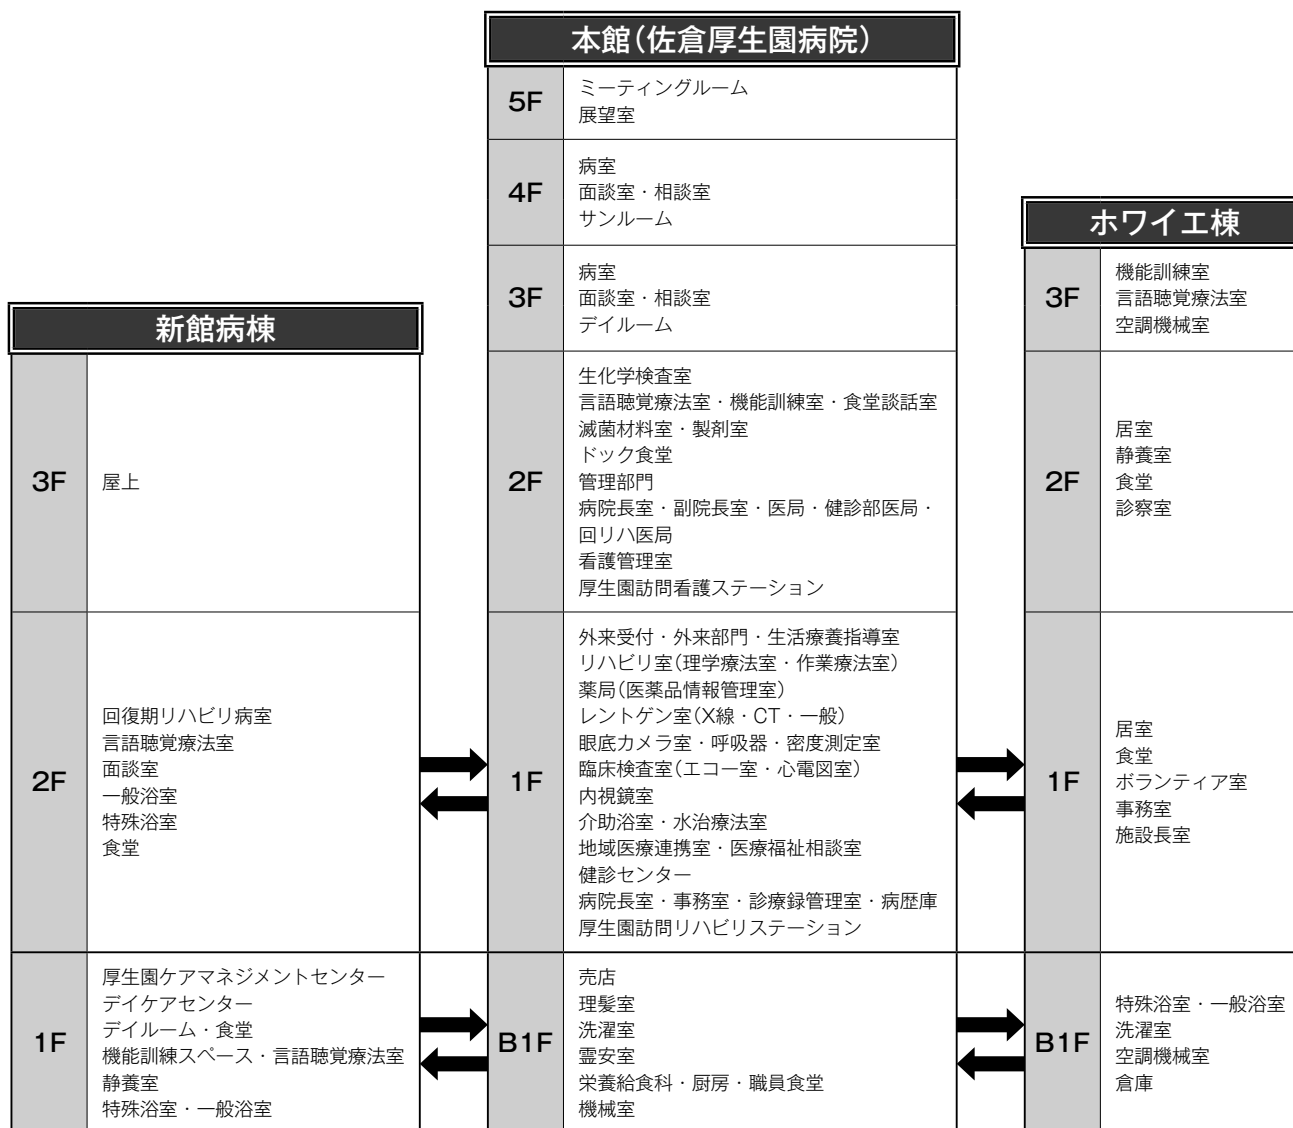 本館(佐倉厚生園病院)
5F
ミーティングルーム
展望室
4F
病室
面談室・相談室
サンルーム
3F
病室
面談室・相談室
デイルーム
2F
生化学検査室
言語聴覚療法室・機能訓練室・食堂談話室
滅菌材料室・製剤室
ドック食堂
管理部門
病院長室・副院長室・医局・健診部医局・
回リハ医局
看護管理室
厚生園訪問看護ステーション
1F
外来受付・外来部門・生活療養指導室
リハビリ室(理学療法室・作業療法室)
薬局(医薬品情報管理室)
レントゲン室(X線・CT・一般)
眼底カメラ室・呼吸器・密度測定室
臨床検査室(エコー室・心電図室)
内視鏡室
介助浴室・水治療法室
地域医療連携室・医療福祉相談室
健診センター
病院長室・事務室・診療録管理室・病歴庫
厚生園訪問リハビリステーション
B1F
売店
理髪室
洗濯室
霊安室
栄養給食科・厨房・職員食堂
機械室
新館病棟
3F
屋上
2F
回復期リハビリ病室
言語聴覚療法室
面談室
一般浴室
特殊浴室
食堂
1F
厚生園ケアマネジメントセンター
デイケアセンター
デイルーム・食堂
機能訓練スペース・言語聴覚療法室
静養室
特殊浴室・一般浴室
ホワイエ棟
3F
機能訓練室
言語聴覚療法室
空調機械室
2F
居室
静養室
食堂
診察室
1F
居室
食堂
ボランティア室
事務室
施設長室
B1F
特殊浴室・一般浴室
洗濯室
空調機械室
倉庫